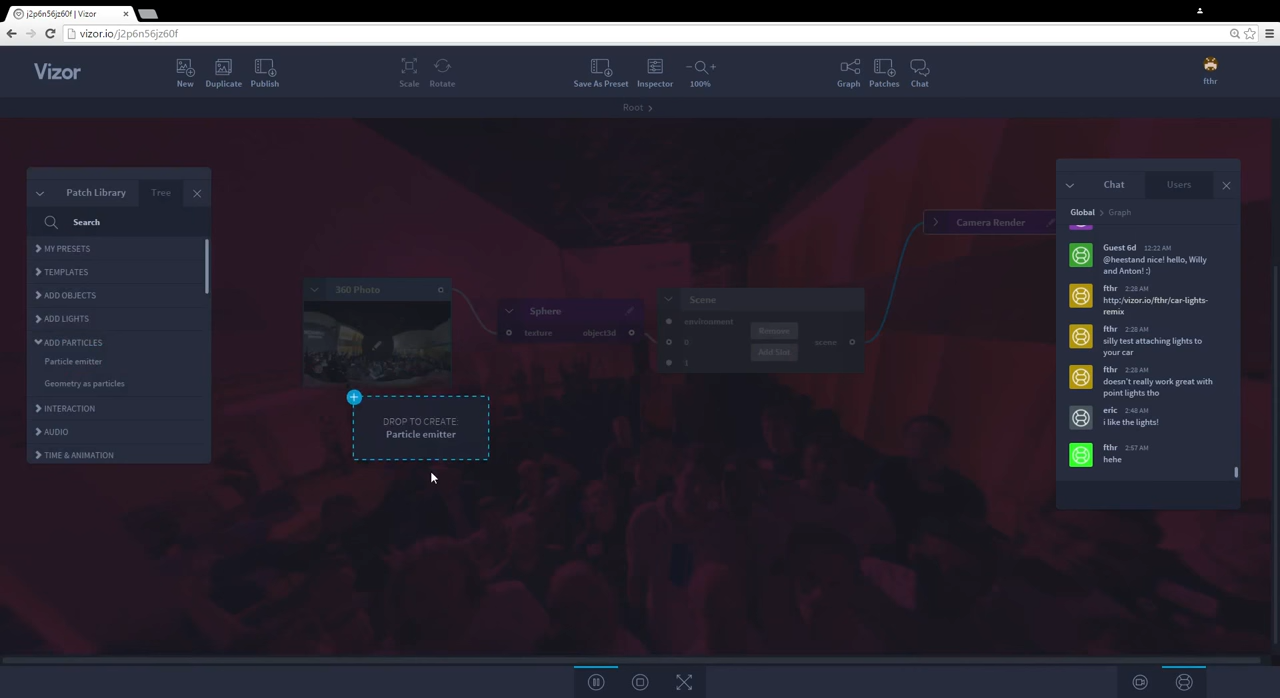 j2p6n56jz60f | Vizor
vizor.io/j2p6n56jz60f
Vizor
New
Duplicate
Publish
Scale
Rotate
Save As Preset
Inspector
100%
Graph
Patches
Chat
fthr
Root
Patch Library
Tree
Search
MY PRESETS
TEMPLATES
ADD OBJECTS
ADD LIGHTS
ADD PARTICLES
Particle emitter
Geometry as particles
INTERACTION
AUDIO
TIME & ANIMATION
360 Photo
DROP TO CREATE:
Particle emitter
Sphere
texture object3d
Scene
environment
0
1
Remove
Add Slot
scene
Camera Render
Chat
Users
Global > Graph
Guest 6d 12:22 AM
@heestand nice! hello, Willy
and Anton! :)
fthr 2:28 AM
http:/vizor.io/fthr/car-lights-
remix
fthr 2:28 AM
silly test attaching lights to
your car
fthr 2:28 AM
doesn't really work great with
point lights tho
eric 2:48 AM
i like the lights!
fthr 2:57 AM
hehe